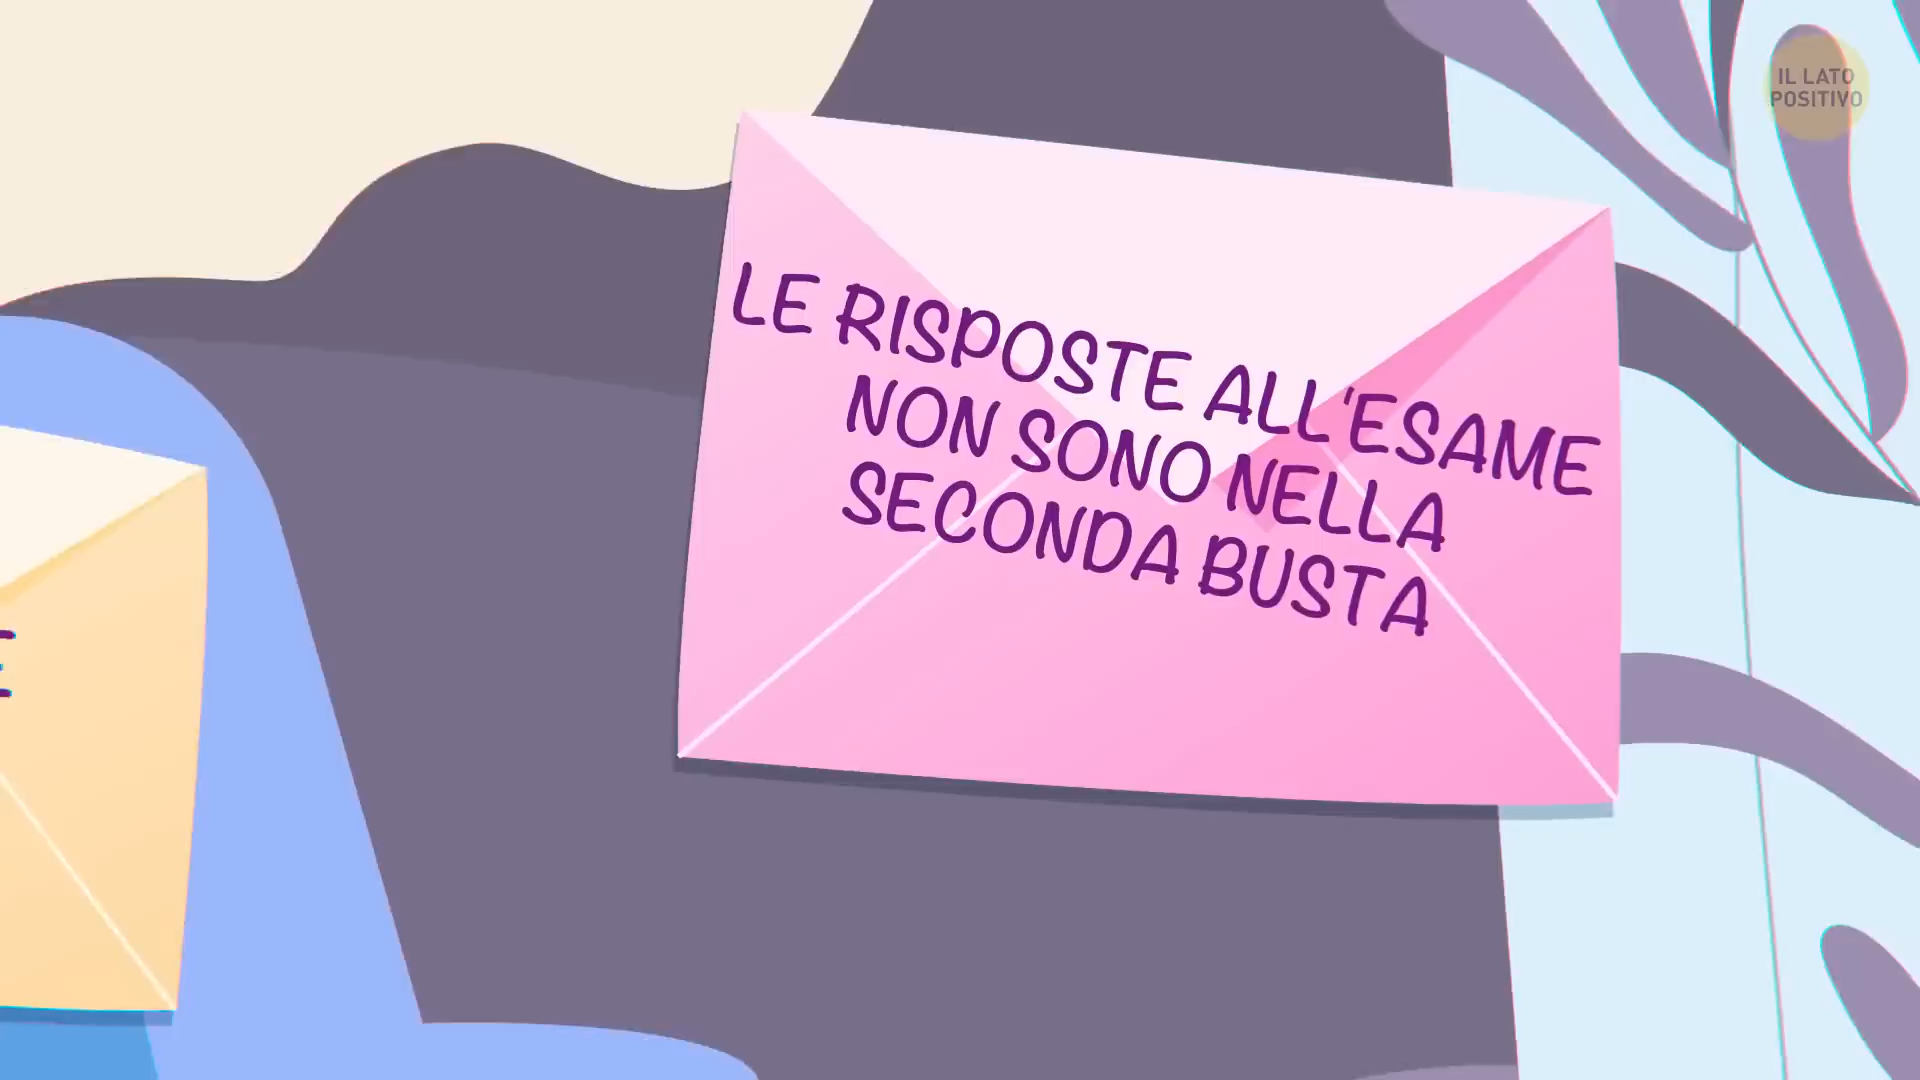 IL LATO
POSITIVO
LE RISPOSTE ALL'ESAME
NON SONO NELLA
SECONDA BUSTA
E